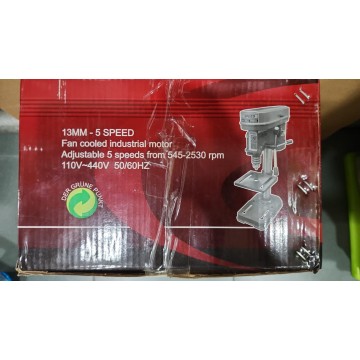 13MM - 5 SPEED
Fan cooled industrial motor
Adjustable 5 speeds from 545-2530 rpm
110V~440V 50/60HZ
DER GRÜNE PUNKT